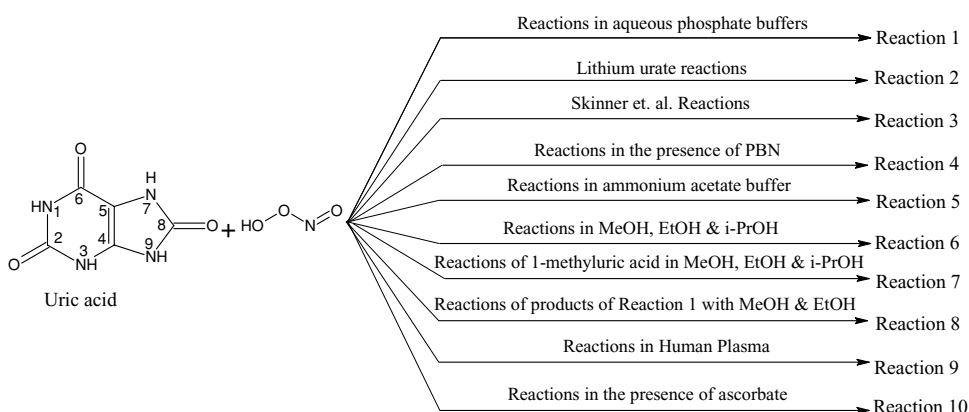 Reactions in aqueous phosphate buffers
Reaction 1
Lithium urate reactions
Reaction 2
Skinner et. al. Reactions
Reaction 3
Reactions in the presence of PBN
Reaction 4
Reactions in ammonium acetate buffer
Reaction 5
Reactions in MeOH, EtOH & i-PrOH
Reaction 6
Reactions of 1-methyluric acid in MeOH, EtOH & i-PrOH
Reaction 7
Reactions of products of Reaction 1 with MeOH & EtOH
Reaction 8
Reactions in Human Plasma
Reaction 9
Reactions in the presence of ascorbate
Reaction 10
O
6
H
N
7
HN
1
5
8
O
+
HO
O
N
O
2
4
9
O
3
N
H
NH
Uric acid